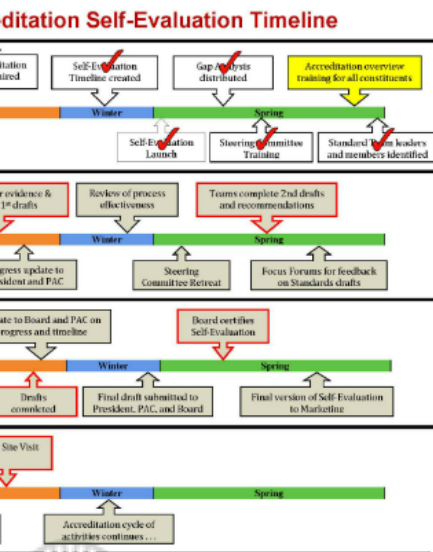 ditation Self-Evaluation Timeline
Self-Evaluation
Timeline created
Gap Analysis
distributed
Accreditation overview
training for all constituents
Winter
Spring
Self-Evaluation
Launch
Steering Committee
Training
Standard Team leaders
and members identified
r evidence &
1st drafts
Review of process
effectiveness
Teams complete 2nd drafts
and recommendations
Winter
Spring
gress update to
sident and PAC
Steering
Committee Retreat
Focus Forums for feedback
on Standards drafts
ate to Board and PAC on
rogress and timeline
Board certifies
Self-Evaluation
Winter
Spring
Drafts
completed
Final draft submitted to
President, PAC, and Board
Final version of Self-Evaluation
to Marketing
Site Visit
Winter
Spring
Accreditation cycle of
activities continues . . .